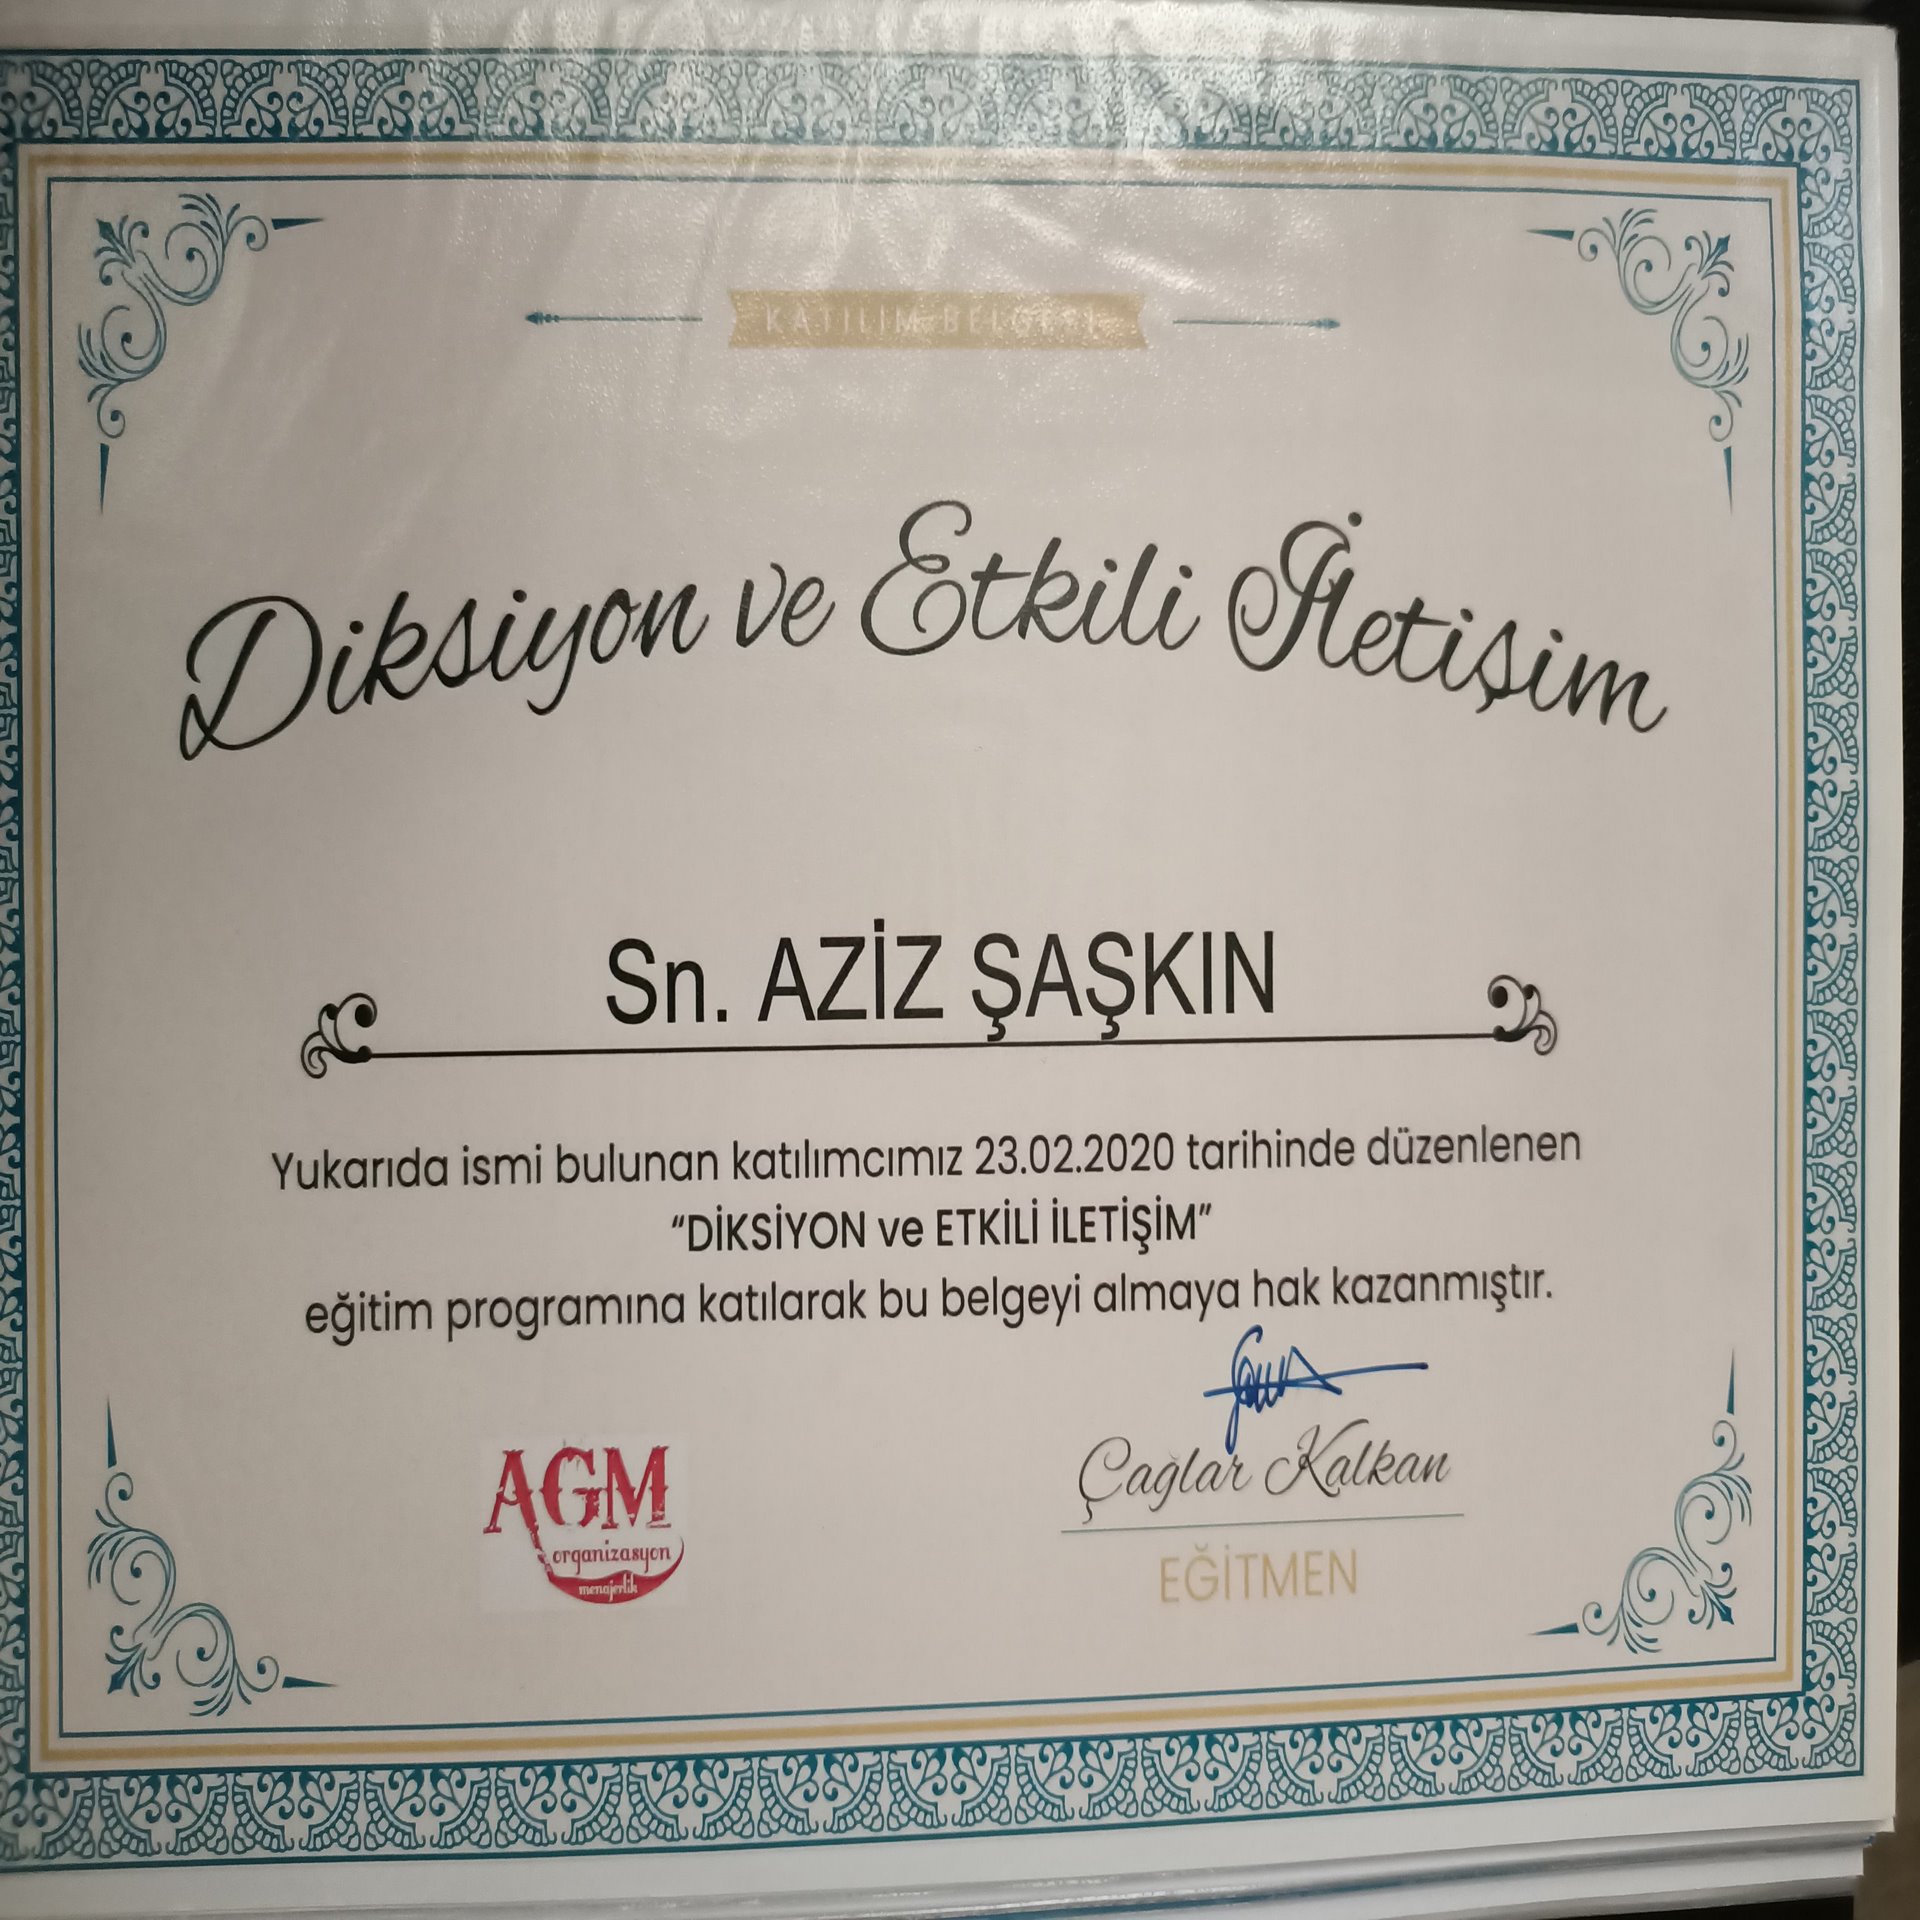 KATILIM BELGESİ
Diksiyon ve Etkili İletişim
Sn. AZİZ ŞAŞKIN
Yukarıda ismi bulunan katılımcımız 23.02.2020 tarihinde düzenlenen
“DİKSİYON ve ETKİLİ İLETİŞİM”
eğitim programına katılarak bu belgeyi almaya hak kazanmıştır.
AGM
organizasyon
menajerlik
Çağlar Kalkan
EĞİTMEN